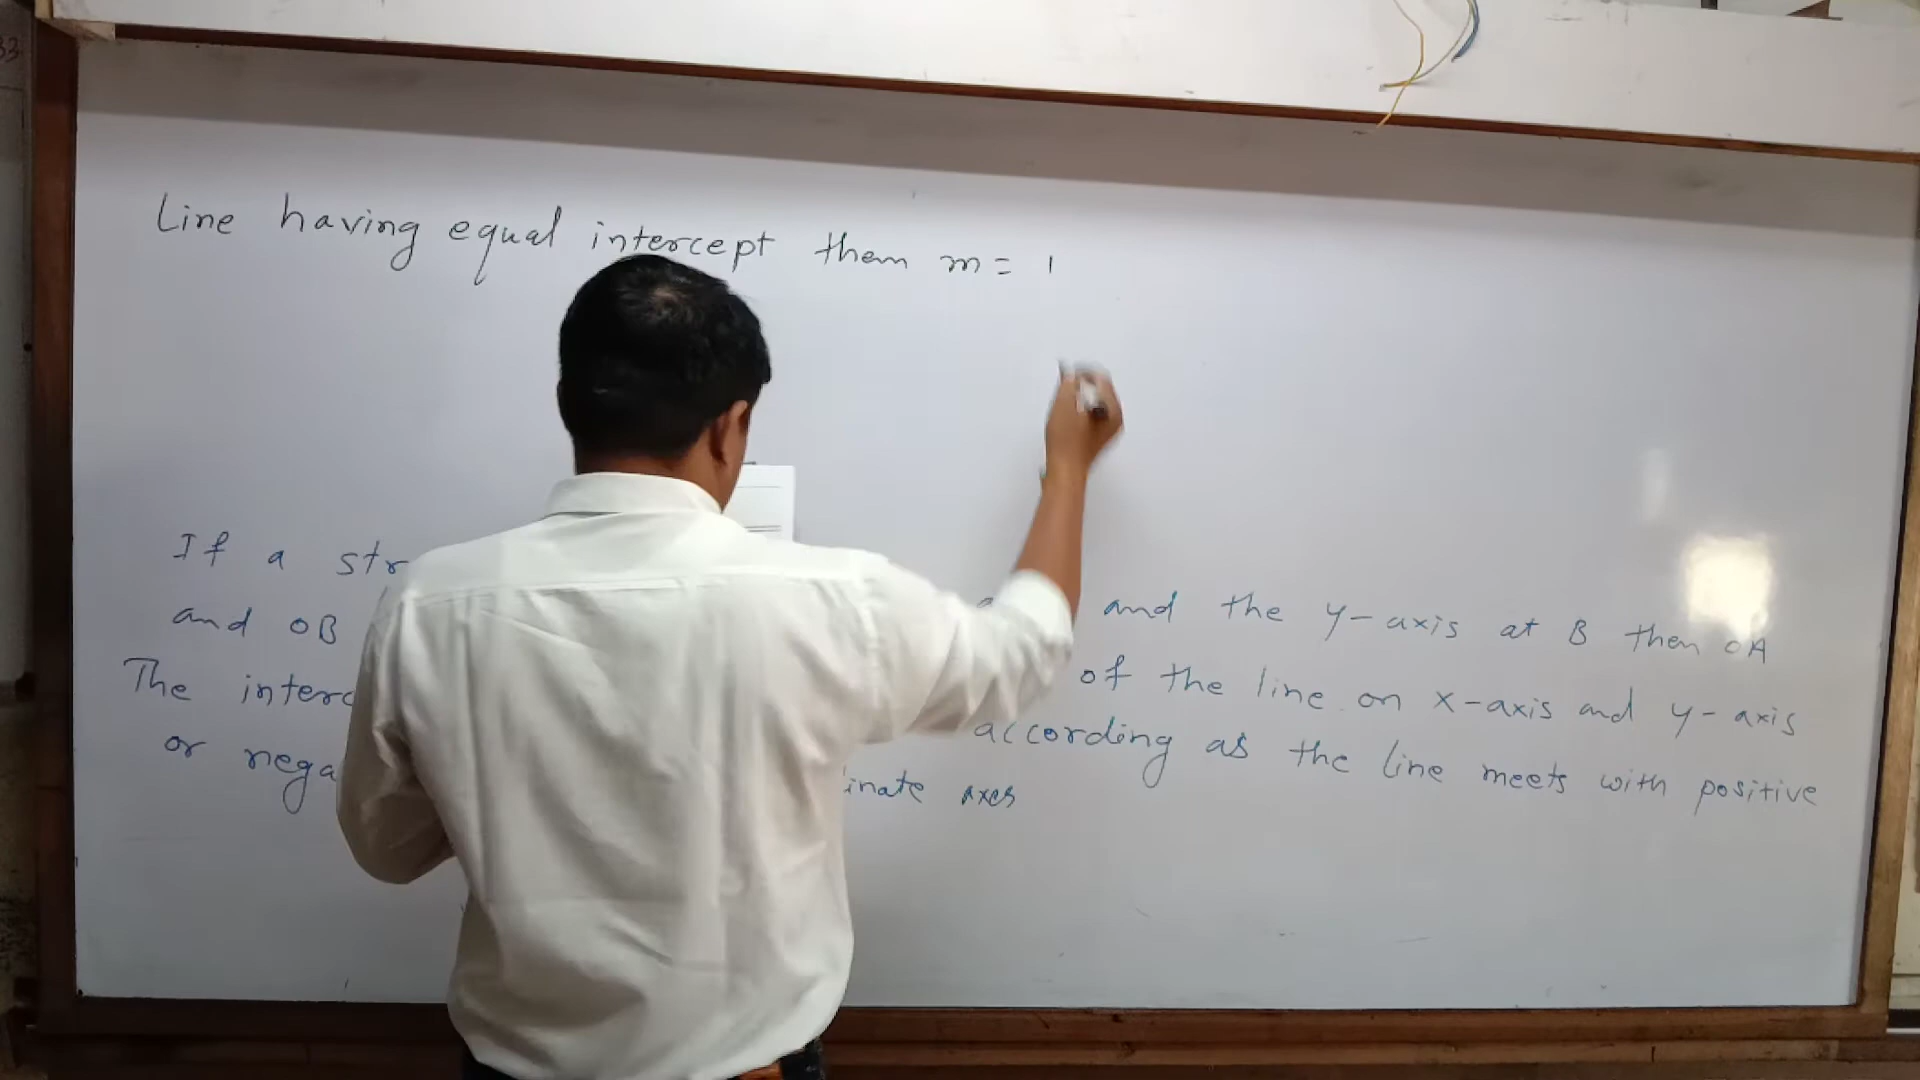 Line having equal intercept them m = 1
If a str
and the y-axis at B then OA
and OB
of the line on x-axis and y-axis
The interc
according as the line meets with positive
or nega
inate axes